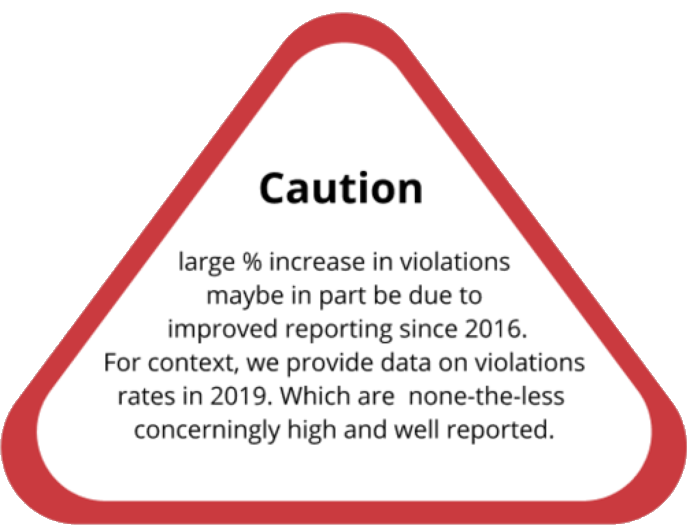 Caution
large % increase in violations
maybe in part be due to
improved reporting since 2016.
For context, we provide data on violations
rates in 2019. Which are  none-the-less
concerningly high and well reported.